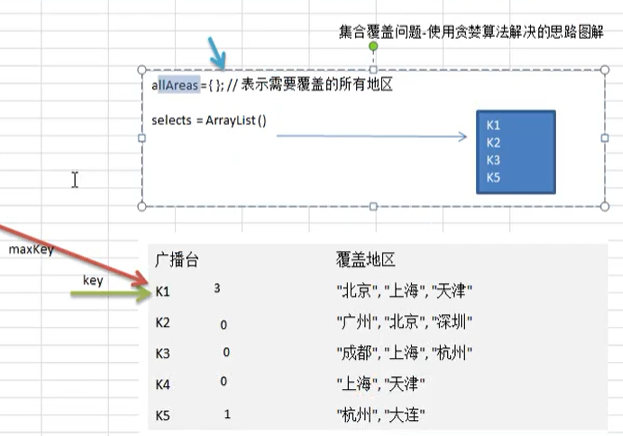 集合覆盖问题-使用贪婪算法解决的思路图解
allAreas={ }; // 表示需要覆盖的所有地区
selects = ArrayList ()
K1
K2
K3
K5
maxKey
key
广播台 覆盖地区
K1 3 "北京", "上海", "天津"
K2 0 "广州", "北京", "深圳"
K3 0 "成都", "上海", "杭州"
K4 0 "上海", "天津"
K5 1 "杭州", "大连"